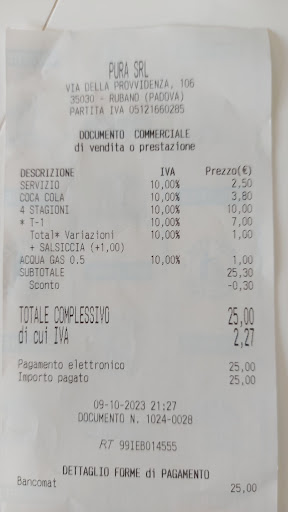 PURA SRL
VIA DELLA PROVVIDENZA, 106
35030 - RUBANO (PADOVA)
PARTITA IVA 05121660285
DOCUMENTO COMMERCIALE
di vendita o prestazione
DESCRIZIONE IVA Prezzo(€)
SERVIZIO 10,00% 2,50
COCA COLA 10,00% 3,80
4 STAGIONI 10,00% 10,00
* T-1 10,00% 7,00
Total* Variazioni 10,00% 1,00
+ SALSICCIA (+1,00)
ACQUA GAS 0.5 10,00% 1,00
SUBTOTALE 25,30
Sconto -0,30
TOTALE COMPLESSIVO 25,00
di cui IVA 2,27
Pagamento elettronico 25,00
Importo pagato 25,00
09-10-2023 21:27
DOCUMENTO N. 1024-0028
RT 99IEB014555
DETTAGLIO FORME di PAGAMENTO
Bancomat 25,00